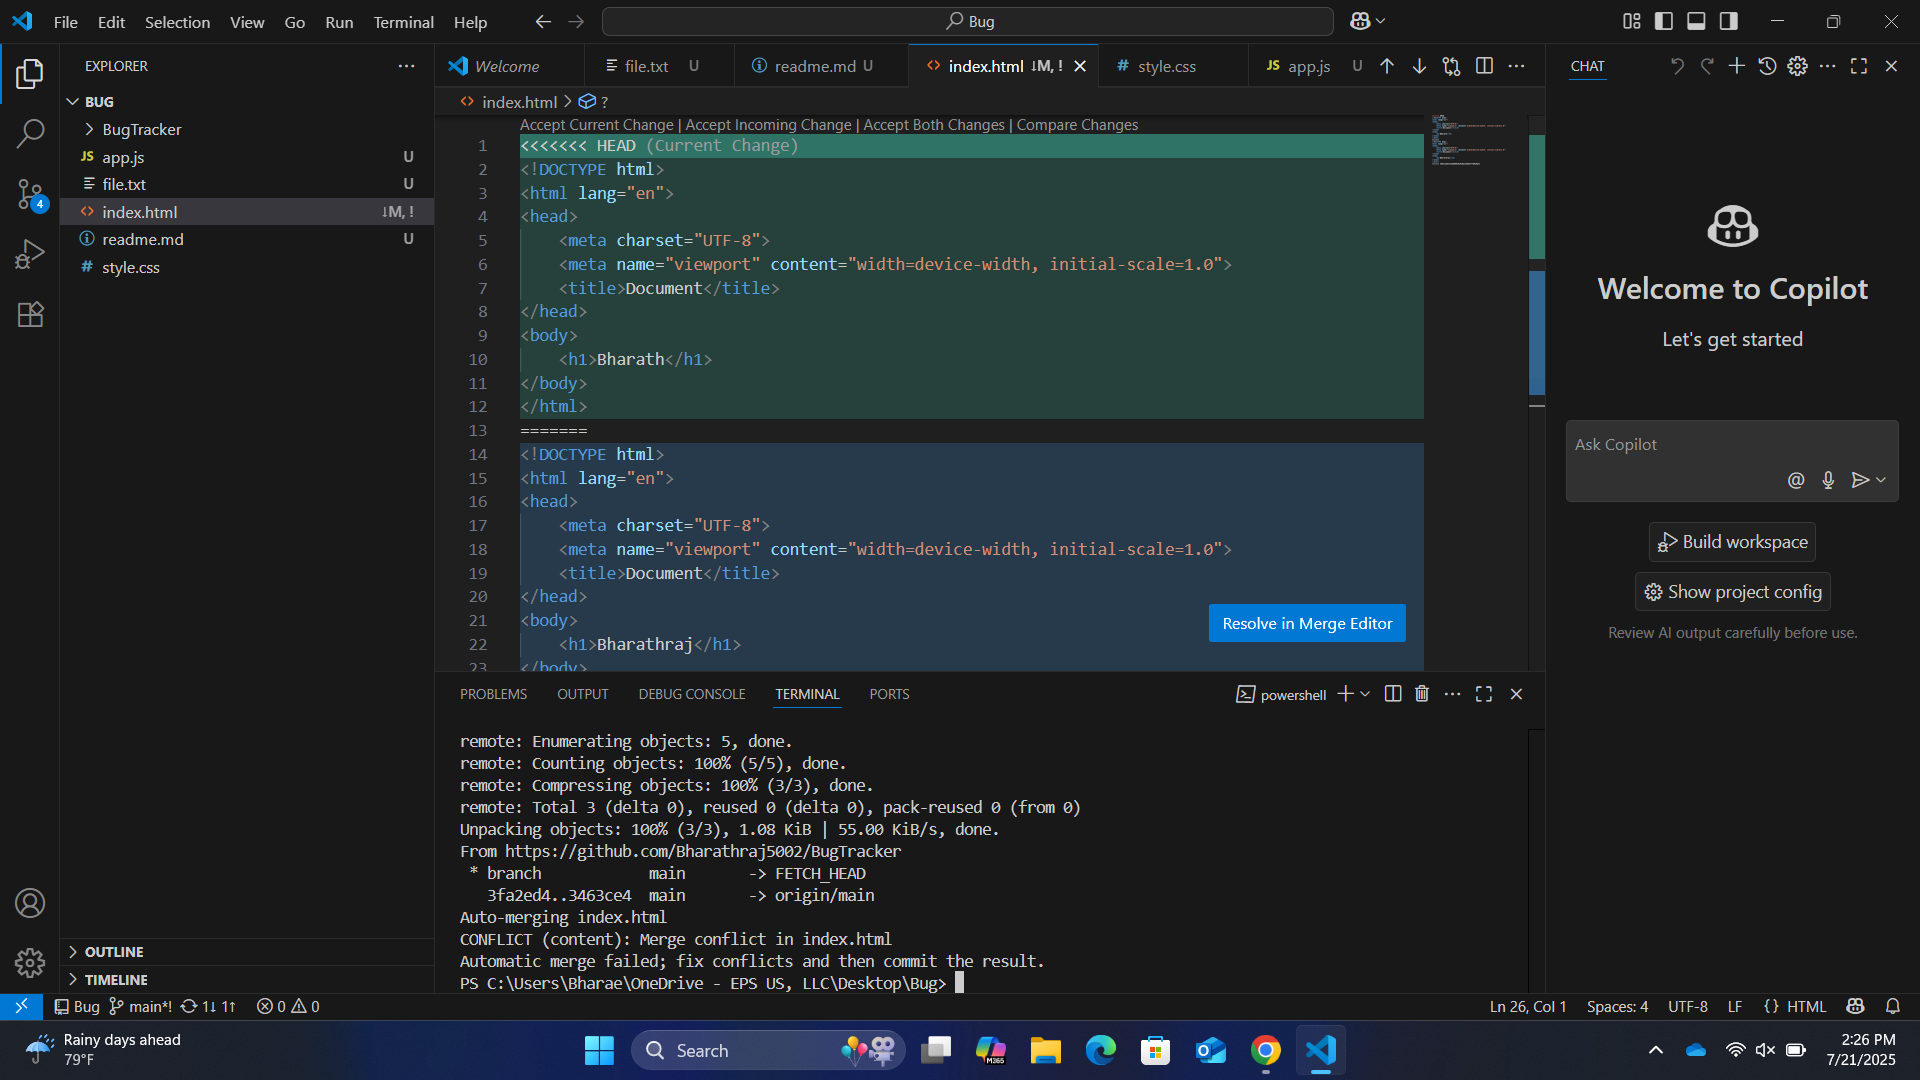 File Edit Selection View Go Run Terminal Help
Bug
EXPLORER
BUG
BugTracker
JS app.js U
file.txt U
<> index.html ↓M, !
readme.md U
# style.css
4
OUTLINE
TIMELINE
Welcome
file.txt U
readme.md U
<> index.html ↓M, !
# style.css
JS app.js U
<> index.html > ?
Accept Current Change | Accept Incoming Change | Accept Both Changes | Compare Changes
1 <<<<<<< HEAD (Current Change)
2 <!DOCTYPE html>
3 <html lang="en">
4 <head>
5 <meta charset="UTF-8">
6 <meta name="viewport" content="width=device-width, initial-scale=1.0">
7 <title>Document</title>
8 </head>
9 <body>
10 <h1>Bharath</h1>
11 </body>
12 </html>
13 =======
14 <!DOCTYPE html>
15 <html lang="en">
16 <head>
17 <meta charset="UTF-8">
18 <meta name="viewport" content="width=device-width, initial-scale=1.0">
19 <title>Document</title>
20 </head>
21 <body>
22 <h1>Bharathraj</h1>
23 </body>
Resolve in Merge Editor
PROBLEMS OUTPUT DEBUG CONSOLE TERMINAL PORTS
powershell
remote: Enumerating objects: 5, done.
remote: Counting objects: 100% (5/5), done.
remote: Compressing objects: 100% (3/3), done.
remote: Total 3 (delta 0), reused 0 (delta 0), pack-reused 0 (from 0)
Unpacking objects: 100% (3/3), 1.08 KiB | 55.00 KiB/s, done.
From https://github.com/Bharathraj5002/BugTracker
* branch main -> FETCH_HEAD
3fa2ed4..3463ce4 main -> origin/main
Auto-merging index.html
CONFLICT (content): Merge conflict in index.html
Automatic merge failed; fix conflicts and then commit the result.
PS C:\Users\Bharae\OneDrive - EPS US, LLC\Desktop\Bug>
CHAT
Welcome to Copilot
Let's get started
Ask Copilot
@
Build workspace
Show project config
Review AI output carefully before use.
Bug main*! 1↓ 1↑ 0 0
Ln 26, Col 1 Spaces: 4 UTF-8 LF {} HTML
Rainy days ahead
79°F
Search
M365
2:26 PM
7/21/2025